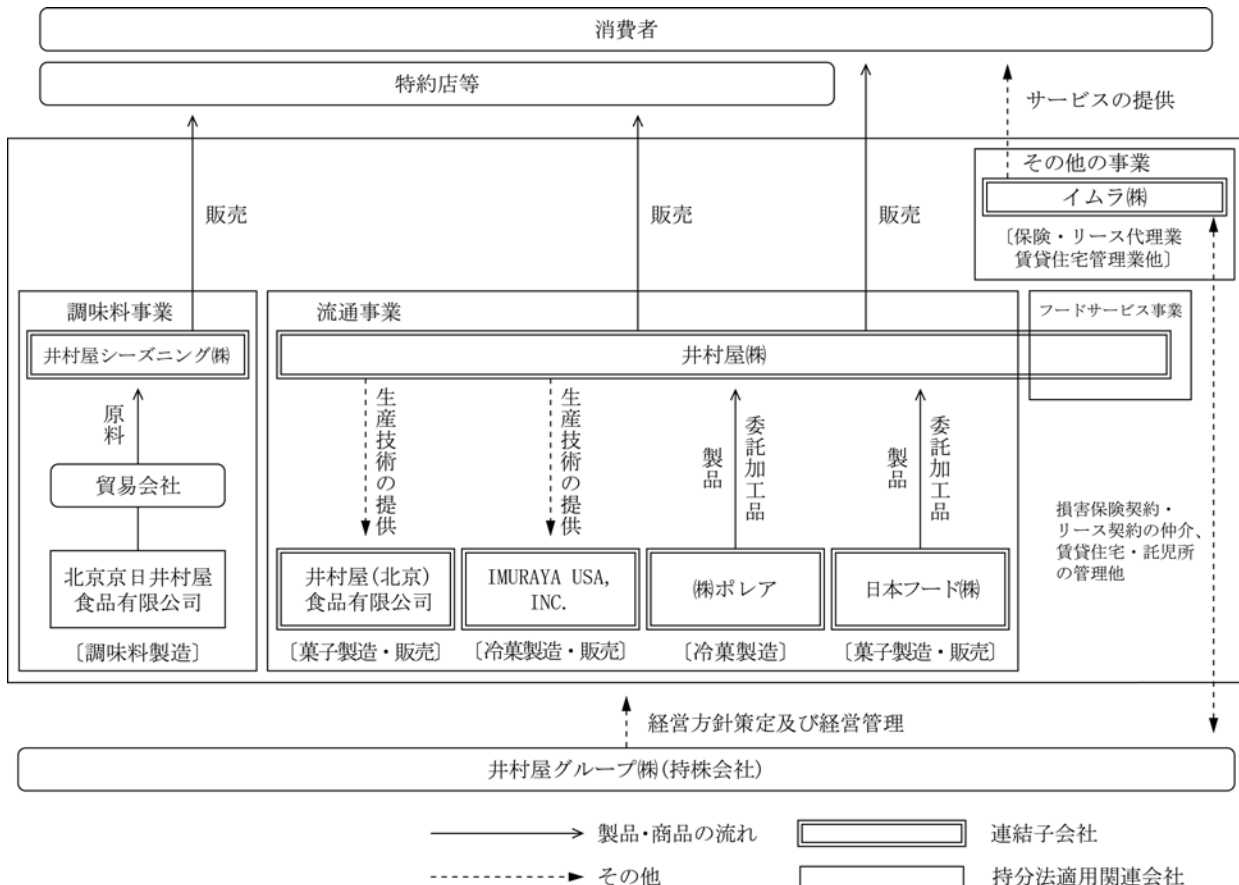 消費者
特約店等
サービスの提供
その他の事業
イムラ㈱
〔保険・リース代理業
賃貸住宅管理業他〕
販売
販売
販売
調味料事業
井村屋シーズニング㈱
原料
貿易会社
北京京日井村屋
食品有限公司
〔調味料製造〕
流通事業
フードサービス事業
井村屋㈱
生産技術の提供
生産技術の提供
委託加工品
製品
委託加工品
製品
井村屋(北京)
食品有限公司
〔菓子製造・販売〕
IMURAYA USA,
INC.
〔冷菓製造・販売〕
㈱ポレア
〔冷菓製造〕
日本フード㈱
〔菓子製造・販売〕
損害保険契約・
リース契約の仲介、
賃貸住宅・託児所
の管理他
経営方針策定及び経営管理
井村屋グループ㈱(持株会社)
製品・商品の流れ
連結子会社
その他
持分法適用関連会社